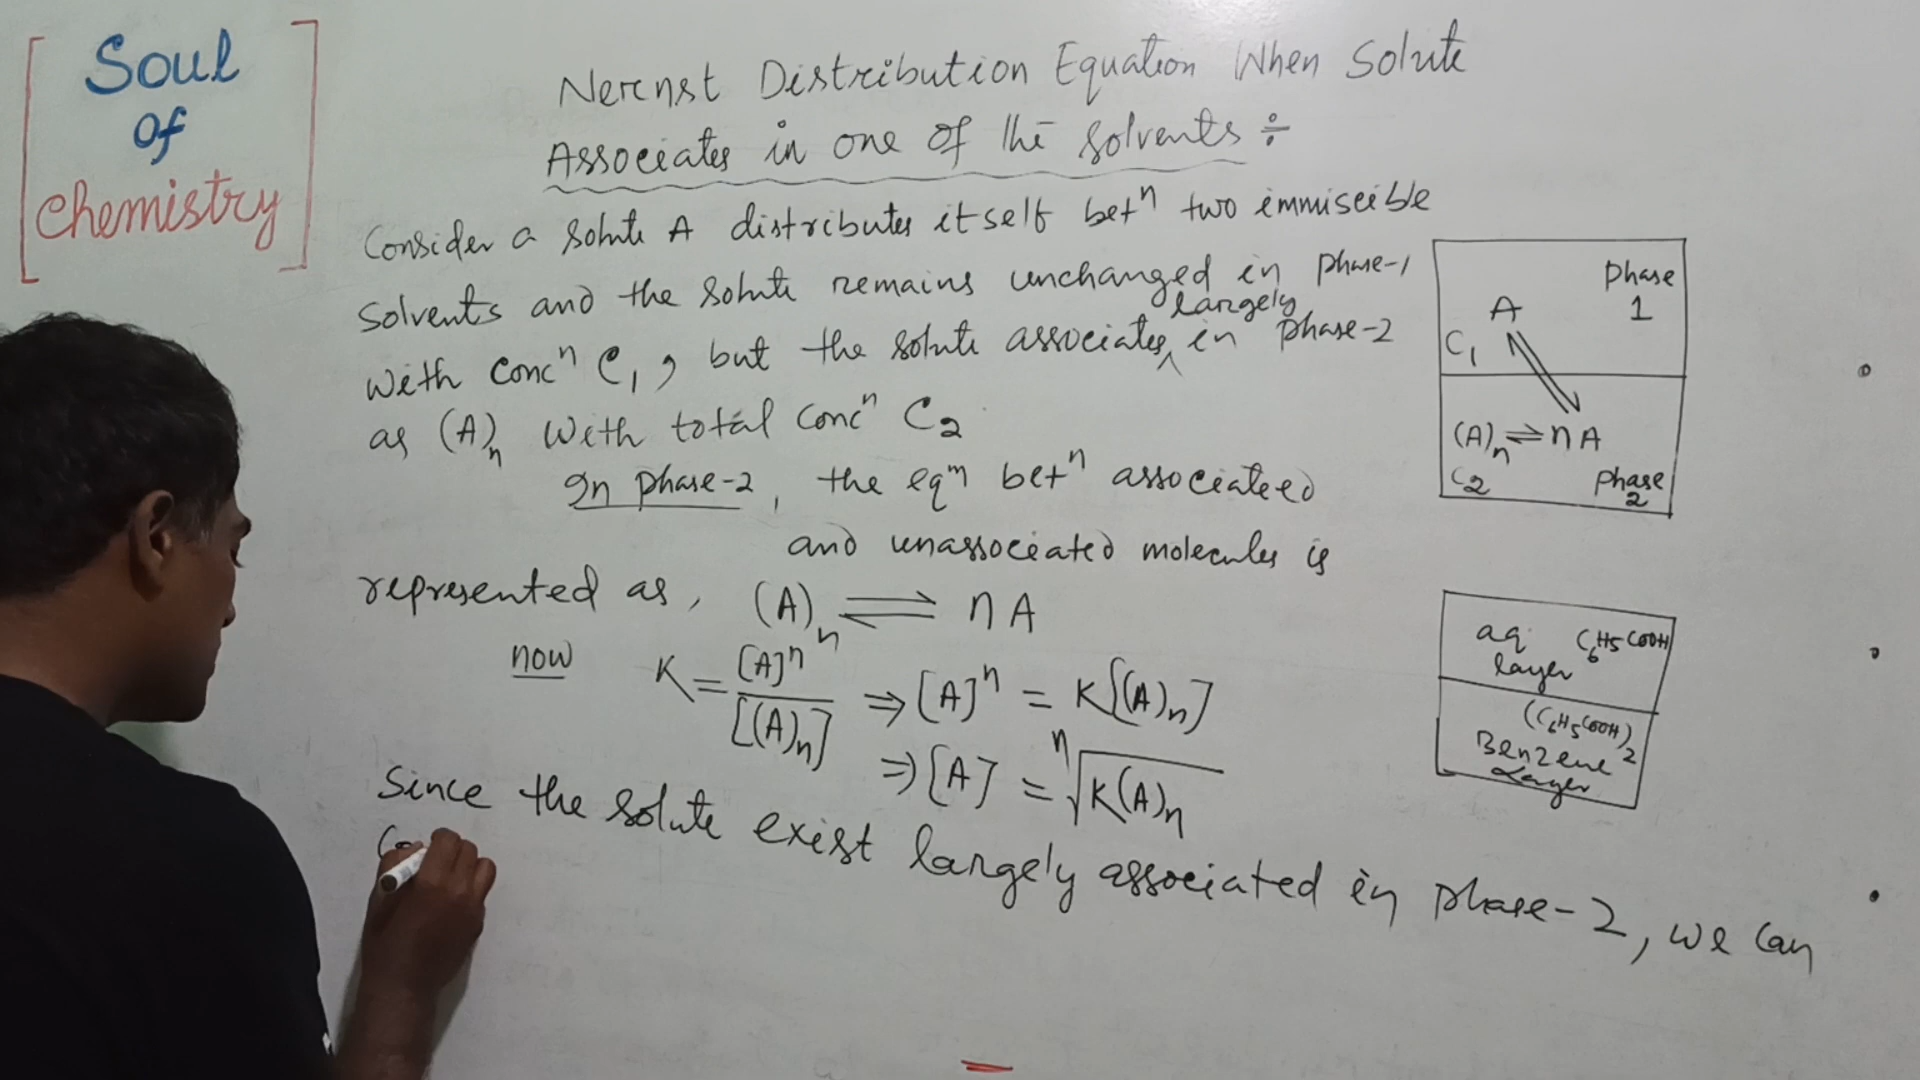 Soul
of
Chemistry
Nernst Distribution Equation When Solute
Associates in one of the solvents ÷
Consider a solute A distributes itself betⁿ two immiscible
solvents and the solute remains unchanged in phase-1
with concⁿ C₁, but the solute associates largely in phase-2
as (A)ₙ with total concⁿ C₂
In phase-2, the eqᵐ betⁿ associateed
and unassociated molecules is
represented as, (A)ₙ ⇌ nA
now K = [A]ⁿ / [(A)ₙ] ⇒ [A]ⁿ = K[(A)ₙ]
⇒ [A] = ⁿ√K(A)ₙ
Since the solute exist largely associated in phase-2, we can
Phase
1
A
C₁
(A)ₙ ⇌ nA
C₂
phase
2
aq C₆H₅COOH
layer
(C₆H₅COOH)₂
Benzene
Layer